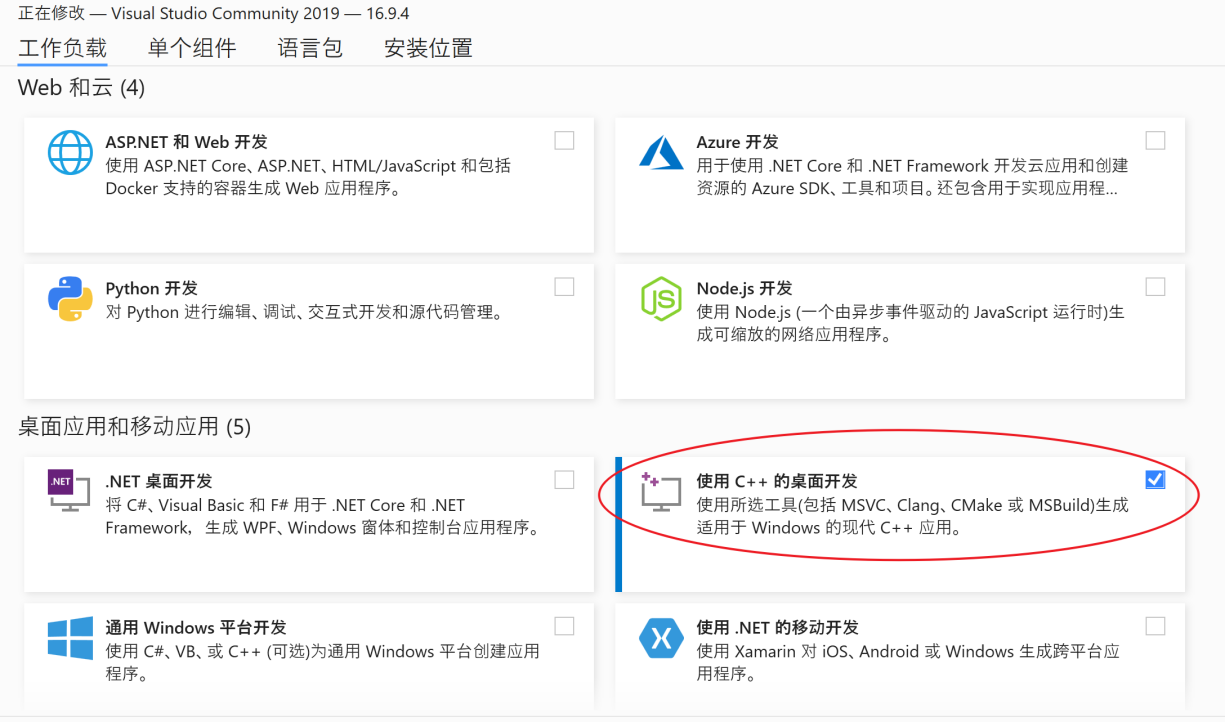 正在修改 — Visual Studio Community 2019 — 16.9.4
工作负载 单个组件 语言包 安装位置
Web 和云 (4)
ASP.NET 和 Web 开发
使用 ASP.NET Core、ASP.NET、HTML/JavaScript 和包括
Docker 支持的容器生成 Web 应用程序。
Azure 开发
用于使用 .NET Core 和 .NET Framework 开发云应用和创建
资源的 Azure SDK、工具和项目。还包含用于实现应用程...
Python 开发
对 Python 进行编辑、调试、交互式开发和源代码管理。
JS
Node.js 开发
使用 Node.js (一个由异步事件驱动的 JavaScript 运行时)生
成可缩放的网络应用程序。
桌面应用和移动应用 (5)
.NET
.NET 桌面开发
将 C#、Visual Basic 和 F# 用于 .NET Core 和 .NET
Framework，生成 WPF、Windows 窗体和控制台应用程序。
使用 C++ 的桌面开发
使用所选工具(包括 MSVC、Clang、CMake 或 MSBuild)生成
适用于 Windows 的现代 C++ 应用。
通用 Windows 平台开发
使用 C#、VB、或 C++ (可选)为通用 Windows 平台创建应用
程序。
使用 .NET 的移动开发
使用 Xamarin 对 iOS、Android 或 Windows 生成跨平台应
用程序。